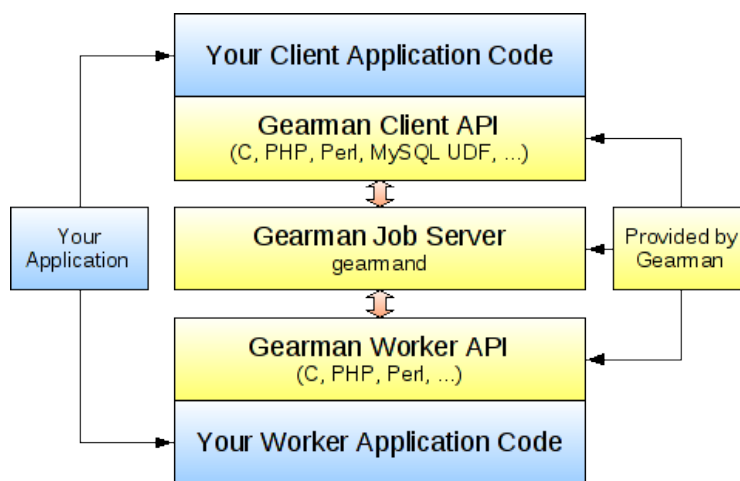 Your Client Application Code
Gearman Client API
(C, PHP, Perl, MySQL UDF, ...)
Your
Application
Gearman Job Server
gearmand
Provided by
Gearman
Gearman Worker API
(C, PHP, Perl, ...)
Your Worker Application Code